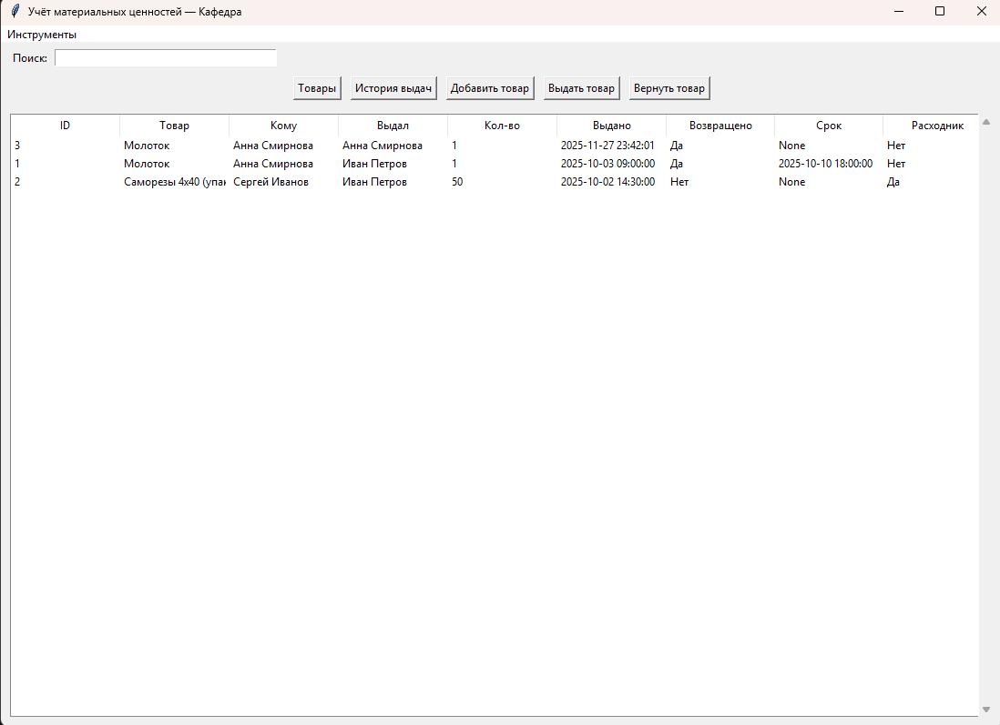 Учёт материальных ценностей — Кафедра
Инструменты
Поиск:
Товары История выдач Добавить товар Выдать товар Вернуть товар
ID Товар Кому Выдал Кол-во Выдано Возвращено Срок Расходник
3 Молоток Анна Смирнова Анна Смирнова 1 2025-11-27 23:42:01 Да None Нет
1 Молоток Анна Смирнова Иван Петров 1 2025-10-03 09:00:00 Да 2025-10-10 18:00:00 Нет
2 Саморезы 4x40 (упак Сергей Иванов Иван Петров 50 2025-10-02 14:30:00 Нет None Да